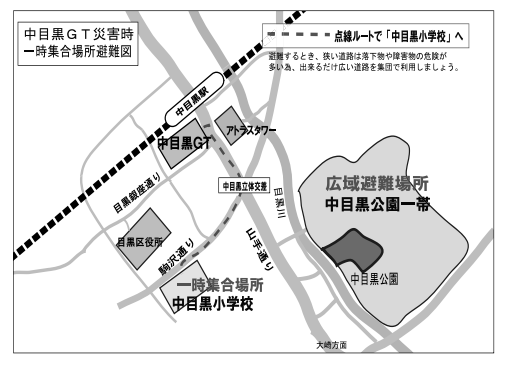 中目黒GT災害時
一時集合場所避難図
点線ルートで「中目黒小学校」へ
避難するとき、狭い道路は落下物や障害物の危険が
多い為、出来るだけ広い道路を集団で利用しましょう。
中目黒駅
アトラスタワー
中目黒GT
中目黒立体交差
目黒銀座通り
目黒川
広域避難場所
中目黒公園一帯
目黒区役所
駒沢通り
山手通り
中目黒公園
一時集合場所
中目黒小学校
大崎方面